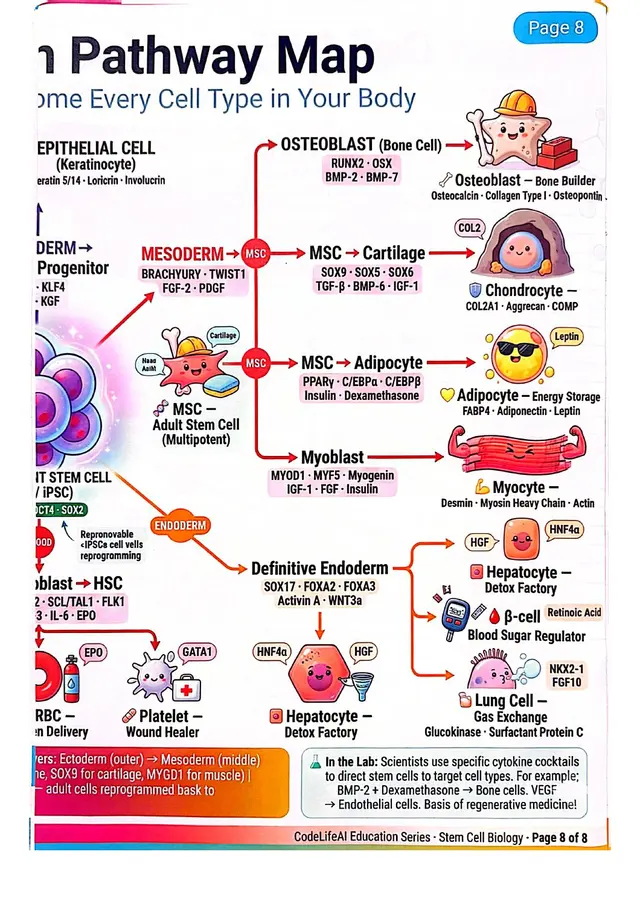 Page 8
n Pathway Map
ome Every Cell Type in Your Body
EPITHELIAL CELL
(Keratinocyte)
eratin 5/14 · Loricrin · Involucrin
OSTEOBLAST (Bone Cell)
RUNX2 · OSX
BMP-2 · BMP-7
Osteoblast – Bone Builder
Osteocalcin · Collagen Type I · Osteopontin
DERM →
Progenitor
· KLF4
· KGF
MESODERM →
MSC
BRACHYURY · TWIST1
FGF-2 · PDGF
MSC → Cartilage
SOX9 · SOX5 · SOX6
TGF-β · BMP-6 · IGF-1
COL2
Chondrocyte –
COL2A1 · Aggrecan · COMP
Cartilage
MSC –
Adult Stem Cell
(Multipotent)
MSC
MSC → Adipocyte
PPARγ · C/EBPα · C/EBPβ
Insulin · Dexamethasone
Leptin
Adipocyte – Energy Storage
FABP4 · Adiponectin · Leptin
Myoblast
MYOD1 · MYF5 · Myogenin
IGF-1 · FGF · Insulin
Myocyte –
Desmin · Myosin Heavy Chain · Actin
NT STEM CELL
/ iPSC)
OCT4 · SOX2
Repronovable
<IPSCs cell vells
reprogramming
ENDODERM
OOD
oblast → HSC
2 · SCL/TAL1 · FLK1
3 · IL-6 · EPO
Definitive Endoderm
SOX17 · FOXA2 · FOXA3
Activin A · WNT3a
HGF
HNF4α
Hepatocyte –
Detox Factory
β-cell
Retinoic Acid
Blood Sugar Regulator
NKX2-1
FGF10
Lung Cell –
Gas Exchange
Glucokinase · Surfactant Protein C
EPO
RBC –
en Delivery
GATA1
Platelet –
Wound Healer
HNF4α
HGF
Hepatocyte –
Detox Factory
yers: Ectoderm (outer) → Mesoderm (middle)
ne, SOX9 for cartilage, MYGD1 for muscle) |
— adult cells reprogrammed bask to
In the Lab: Scientists use specific cytokine cocktails
to direct stem cells to target cell types. For example;
BMP-2 + Dexamethasone → Bone cells. VEGF
→ Endothelial cells. Basis of regenerative medicine!
CodeLifeAI Education Series · Stem Cell Biology · Page 8 of 8